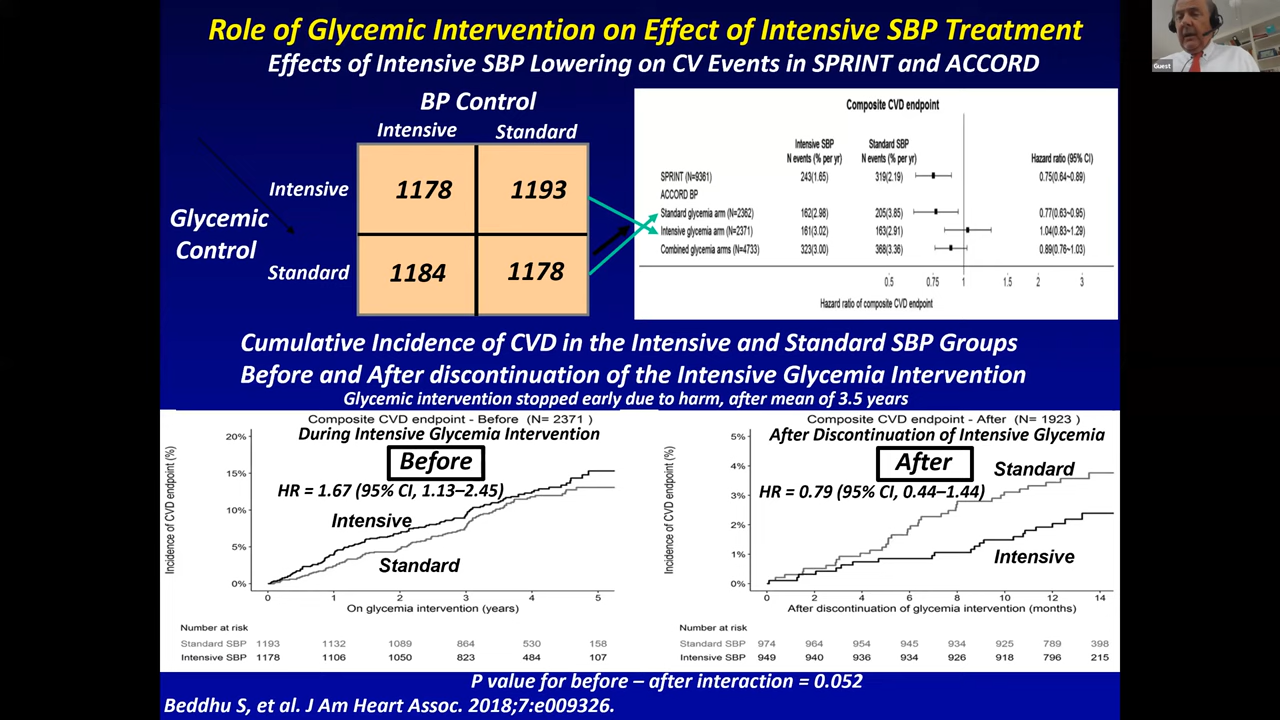 Role of Glycemic Intervention on Effect of Intensive SBP Treatment
Effects of Intensive SBP Lowering on CV Events in SPRINT and ACCORD
Guest
BP Control
Intensive Standard
Intensive 1178 1193
Glycemic
Control
Standard 1184 1178
Composite CVD endpoint
Intensive SBP Standard SBP
N events (% per yr) N events (% per yr) Hazard ratio (95% CI)
SPRINT (N=9361) 243(1.65) 319(2.19) 0.75(0.64~0.89)
ACCORD BP
Standard glycemia arm (N=2362) 162(2.98) 205(3.85) 0.77(0.63~0.95)
Intensive glycemia arm (N=2371) 161(3.02) 163(2.91) 1.04(0.83~1.29)
Combined glycemia arms (N=4733) 323(3.00) 368(3.36) 0.89(0.76~1.03)
0.5 0.75 1 1.5 2 3
Hazard ratio of composite CVD endpoint
Cumulative Incidence of CVD in the Intensive and Standard SBP Groups
Before and After discontinuation of the Intensive Glycemia Intervention
Glycemic intervention stopped early due to harm, after mean of 3.5 years
Composite CVD endpoint - Before (N= 2371 )
During Intensive Glycemia Intervention
Before
HR = 1.67 (95% CI, 1.13–2.45)
Intensive
Standard
Incidence of CVD endpoint (%)
20%
15%
10%
5%
0%
0 1 2 3 4 5
On glycemia intervention (years)
Number at risk
Standard SBP 1193 1132 1089 864 530 158
Intensive SBP 1178 1106 1050 823 484 107
Composite CVD endpoint - After (N= 1923 )
After Discontinuation of Intensive Glycemia
After
Standard
HR = 0.79 (95% CI, 0.44–1.44)
Intensive
Incidence of CVD endpoint (%)
5%
4%
3%
2%
1%
0%
0 2 4 6 8 10 12 14
After discontinuation of glycemia intervention (months)
Number at risk
Standard SBP 974 964 954 945 934 925 789 398
Intensive SBP 949 940 936 934 926 918 796 215
P value for before – after interaction = 0.052
Beddhu S, et al. J Am Heart Assoc. 2018;7:e009326.